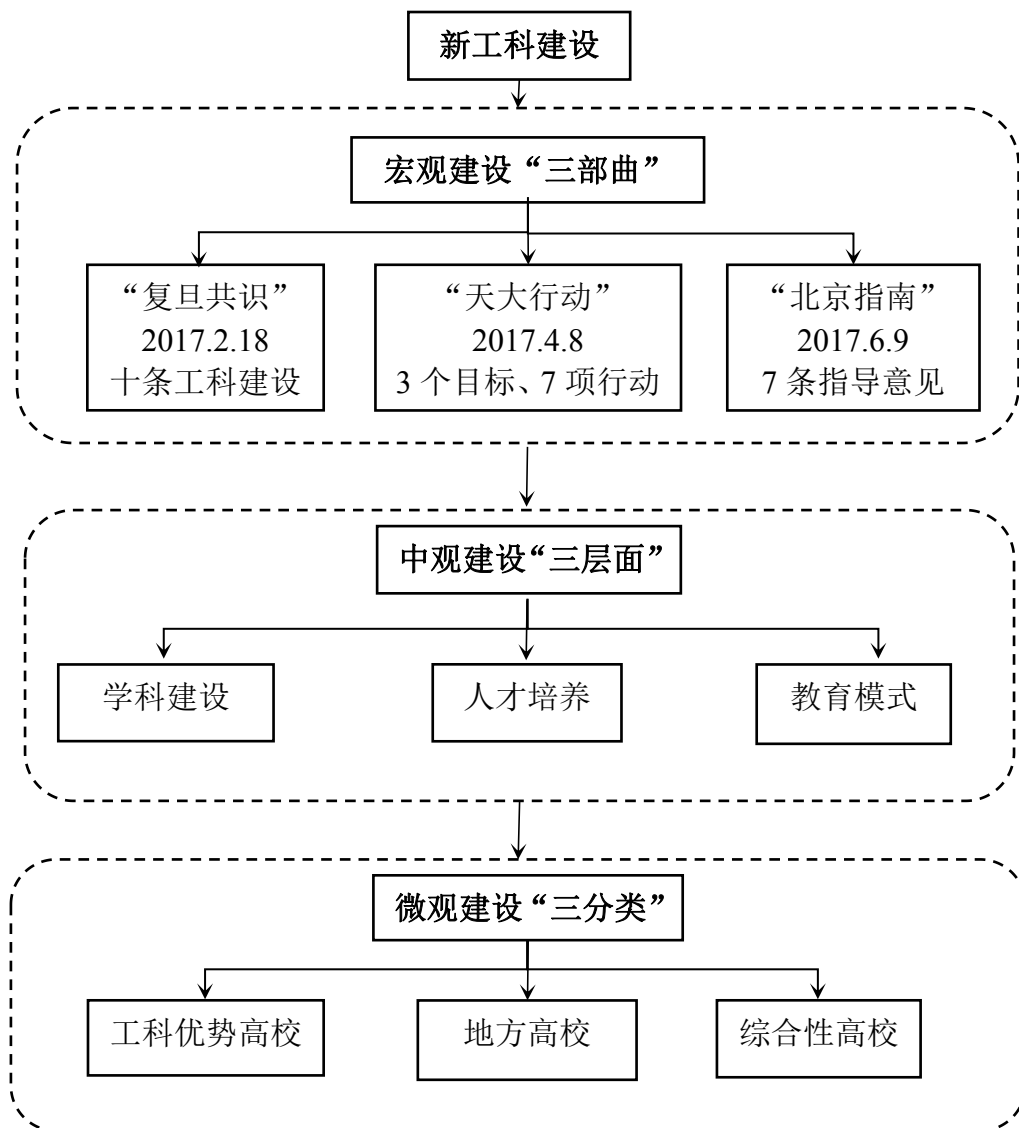 新工科建设
宏观建设“三部曲”
“复旦共识”
2017.2.18
十条工科建设
“天大行动”
2017.4.8
3 个目标、7 项行动
“北京指南”
2017.6.9
7 条指导意见
中观建设“三层面”
学科建设
人才培养
教育模式
微观建设“三分类”
工科优势高校
地方高校
综合性高校